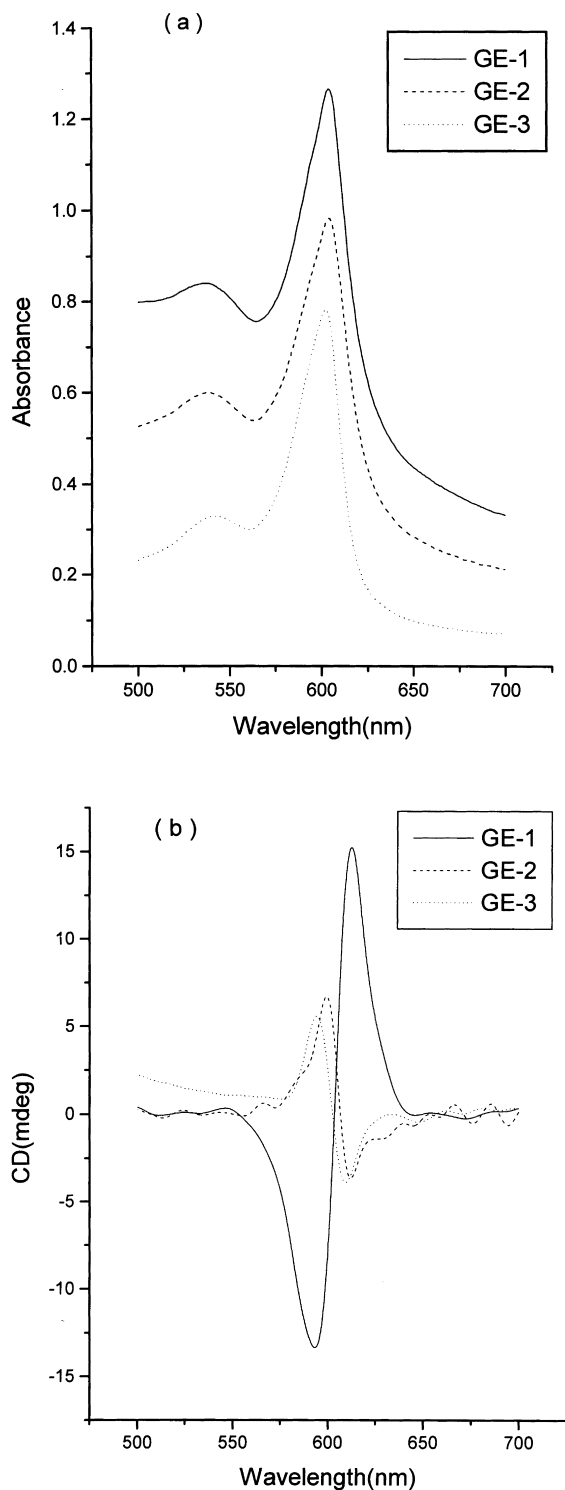 ( a )
GE-1
GE-2
GE-3
1.4
1.2
1.0
0.8
0.6
0.4
0.2
0.0
Absorbance
500 550 600 650 700
Wavelength(nm)
( b )
GE-1
GE-2
GE-3
15
10
5
0
-5
-10
-15
CD(mdeg)
500 550 600 650 700
Wavelength(nm)